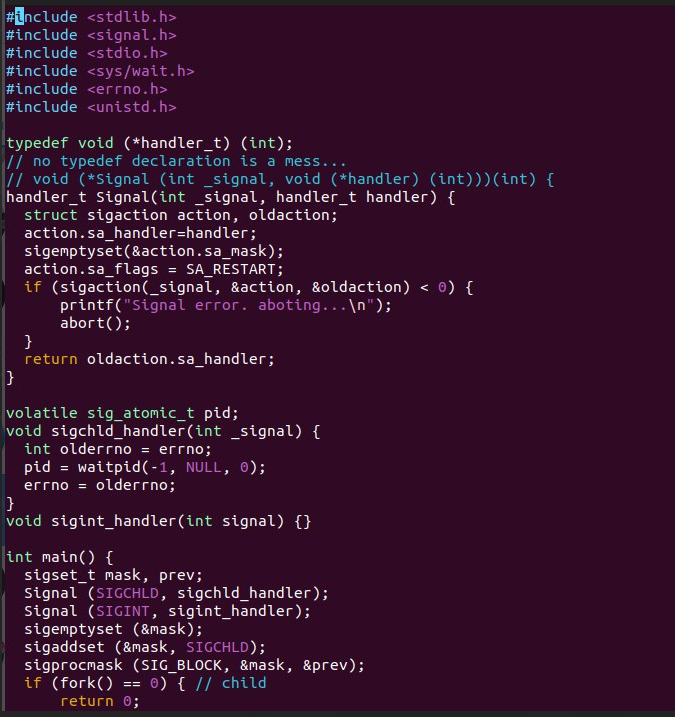 #include <stdlib.h>
#include <signal.h>
#include <stdio.h>
#include <sys/wait.h>
#include <errno.h>
#include <unistd.h>

typedef void (*handler_t) (int);
// no typedef declaration is a mess...
// void (*Signal (int _signal, void (*handler) (int)))(int) {
handler_t Signal(int _signal, handler_t handler) {
  struct sigaction action, oldaction;
  action.sa_handler=handler;
  sigemptyset(&action.sa_mask);
  action.sa_flags = SA_RESTART;
  if (sigaction(_signal, &action, &oldaction) < 0) {
      printf("Signal error. aboting...\n");
      abort();
  }
  return oldaction.sa_handler;
}

volatile sig_atomic_t pid;
void sigchld_handler(int _signal) {
  int olderrno = errno;
  pid = waitpid(-1, NULL, 0);
  errno = olderrno;
}
void sigint_handler(int signal) {}

int main() {
  sigset_t mask, prev;
  Signal (SIGCHLD, sigchld_handler);
  Signal (SIGINT, sigint_handler);
  sigemptyset (&mask);
  sigaddset (&mask, SIGCHLD);
  sigprocmask (SIG_BLOCK, &mask, &prev);
  if (fork() == 0) { // child
      return 0;